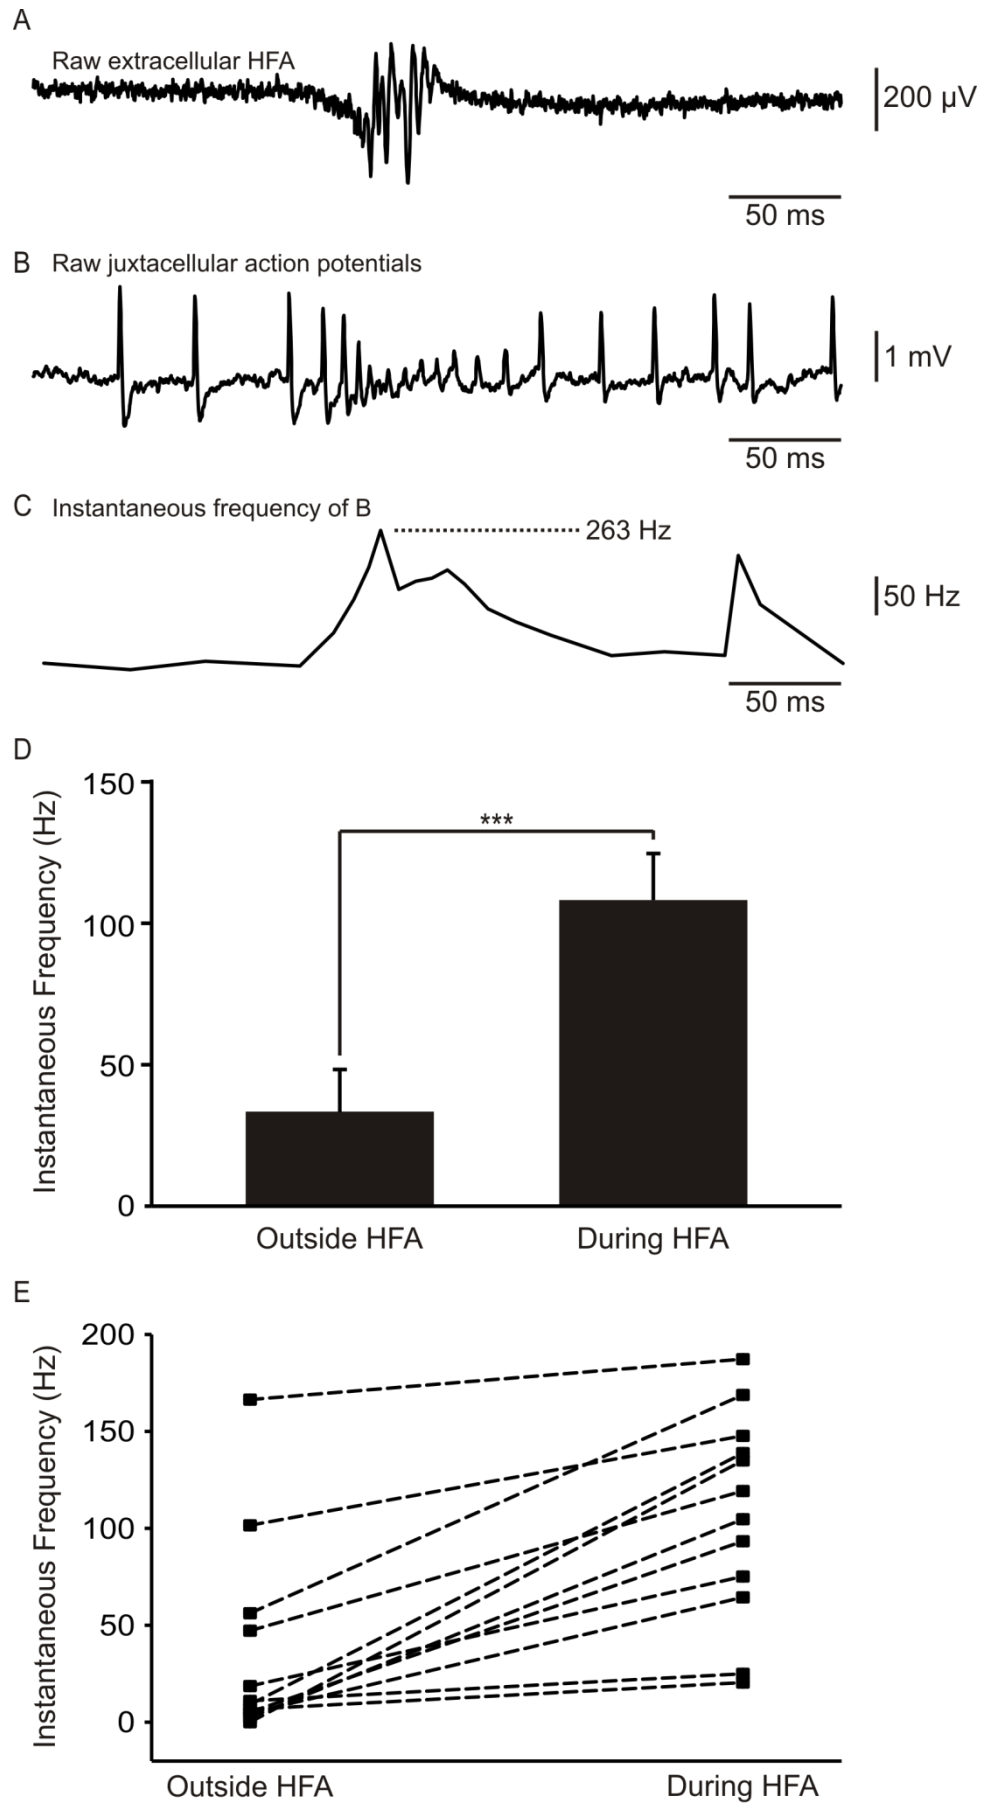 A
Raw extracellular HFA
200 µV
50 ms
B Raw juxtacellular action potentials
1 mV
50 ms
C Instantaneous frequency of B
263 Hz
50 Hz
50 ms
D
Instantaneous Frequency (Hz)
150
100
50
0
***
Outside HFA During HFA
E
Instantaneous Frequency (Hz)
200
150
100
50
0
Outside HFA During HFA